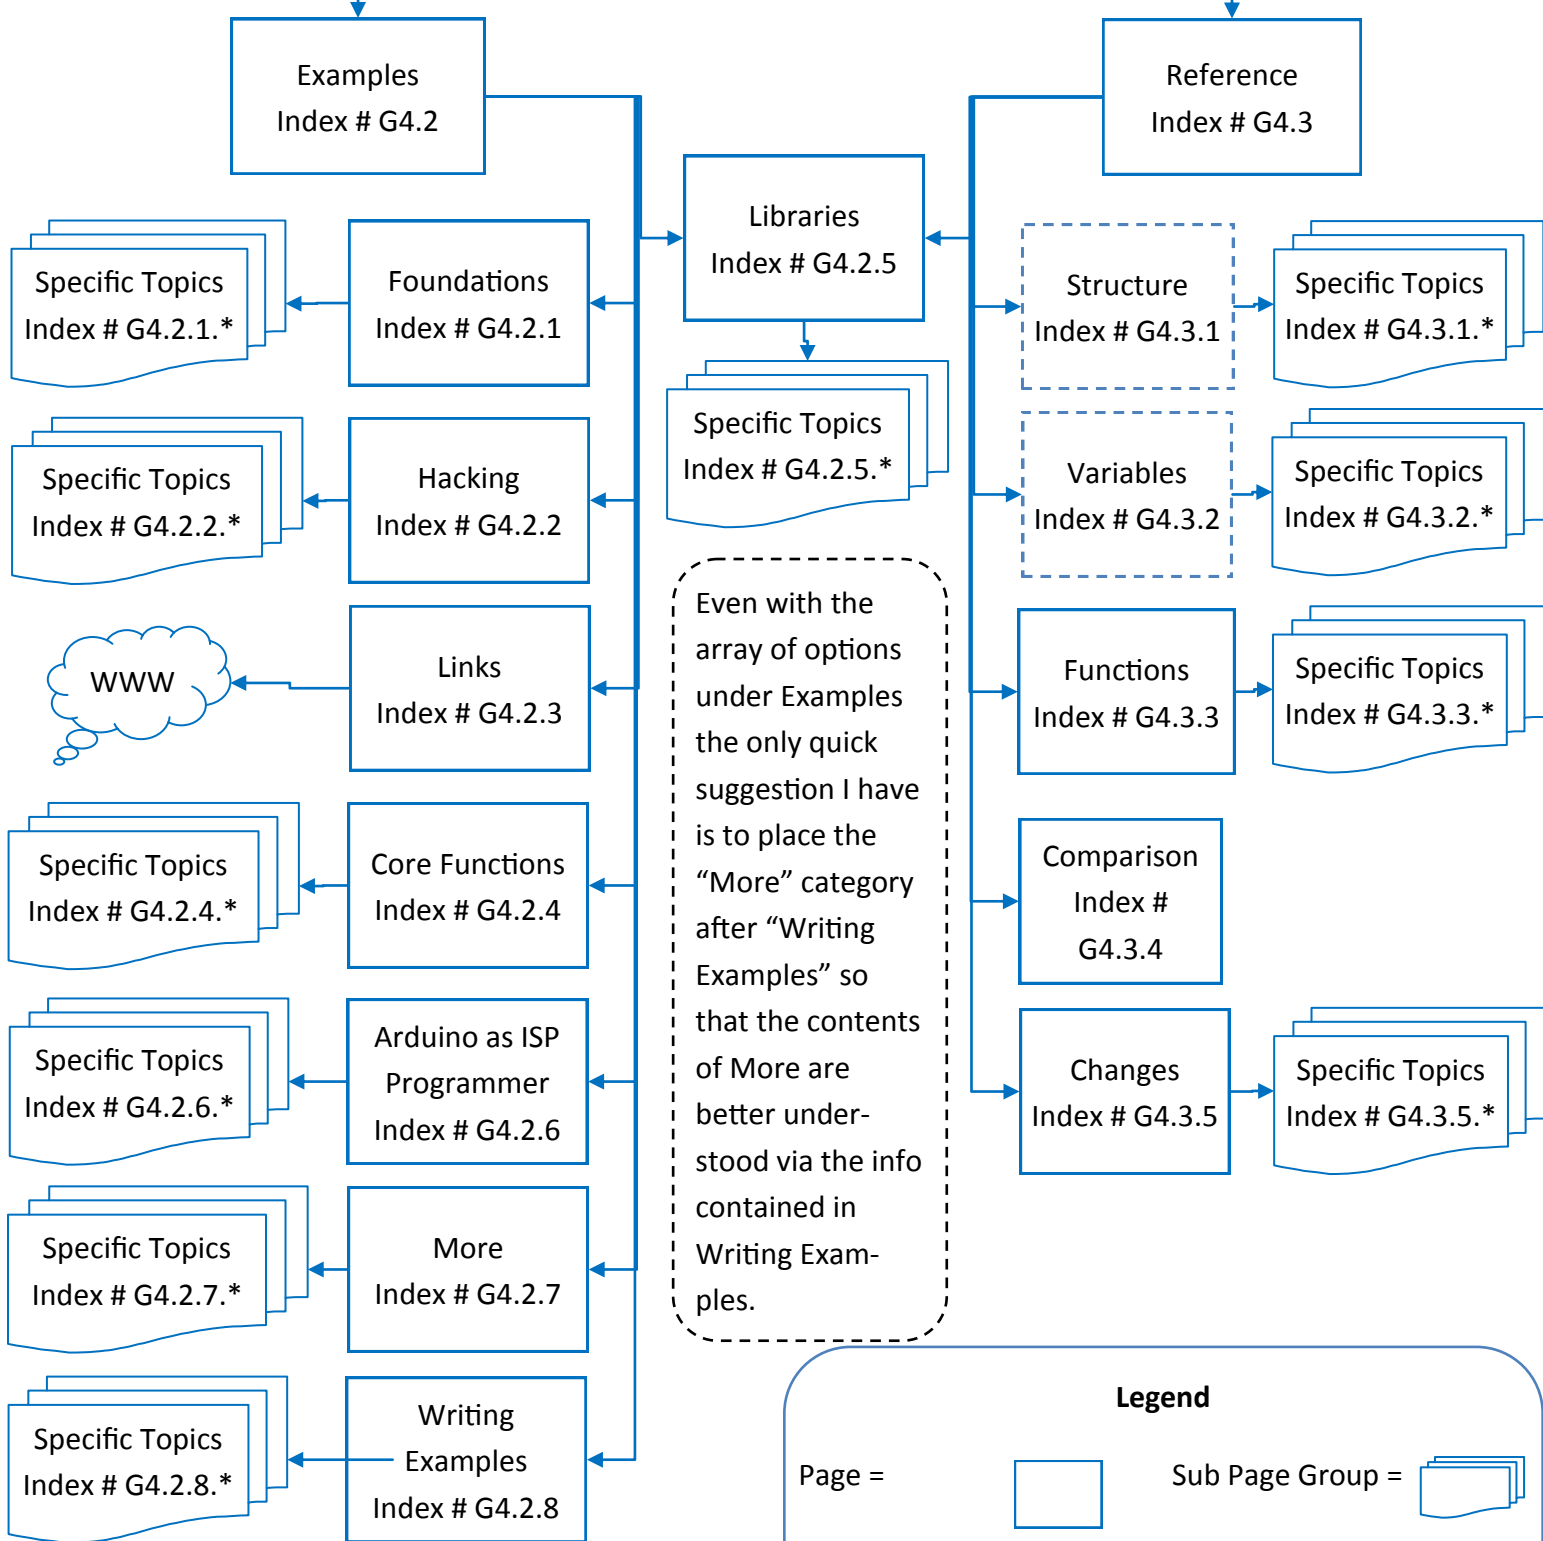 Examples
Index # G4.2
Reference
Index # G4.3
Libraries
Index # G4.2.5
Specific Topics
Index # G4.2.5.*
Specific Topics
Index # G4.2.1.*
Foundations
Index # G4.2.1
Specific Topics
Index # G4.2.2.*
Hacking
Index # G4.2.2
WWW
Links
Index # G4.2.3
Specific Topics
Index # G4.2.4.*
Core Functions
Index # G4.2.4
Specific Topics
Index # G4.2.6.*
Arduino as ISP
Programmer
Index # G4.2.6
Specific Topics
Index # G4.2.7.*
More
Index # G4.2.7
Specific Topics
Index # G4.2.8.*
Writing
Examples
Index # G4.2.8
Even with the
array of options
under Examples
the only quick
suggestion I have
is to place the
“More” category
after “Writing
Examples” so
that the contents
of More are
better under-
stood via the info
contained in
Writing Exam-
ples.
Structure
Index # G4.3.1
Specific Topics
Index # G4.3.1.*
Variables
Index # G4.3.2
Specific Topics
Index # G4.3.2.*
Functions
Index # G4.3.3
Specific Topics
Index # G4.3.3.*
Comparison
Index #
G4.3.4
Changes
Index # G4.3.5
Specific Topics
Index # G4.3.5.*
Legend
Page =
Sub Page Group =